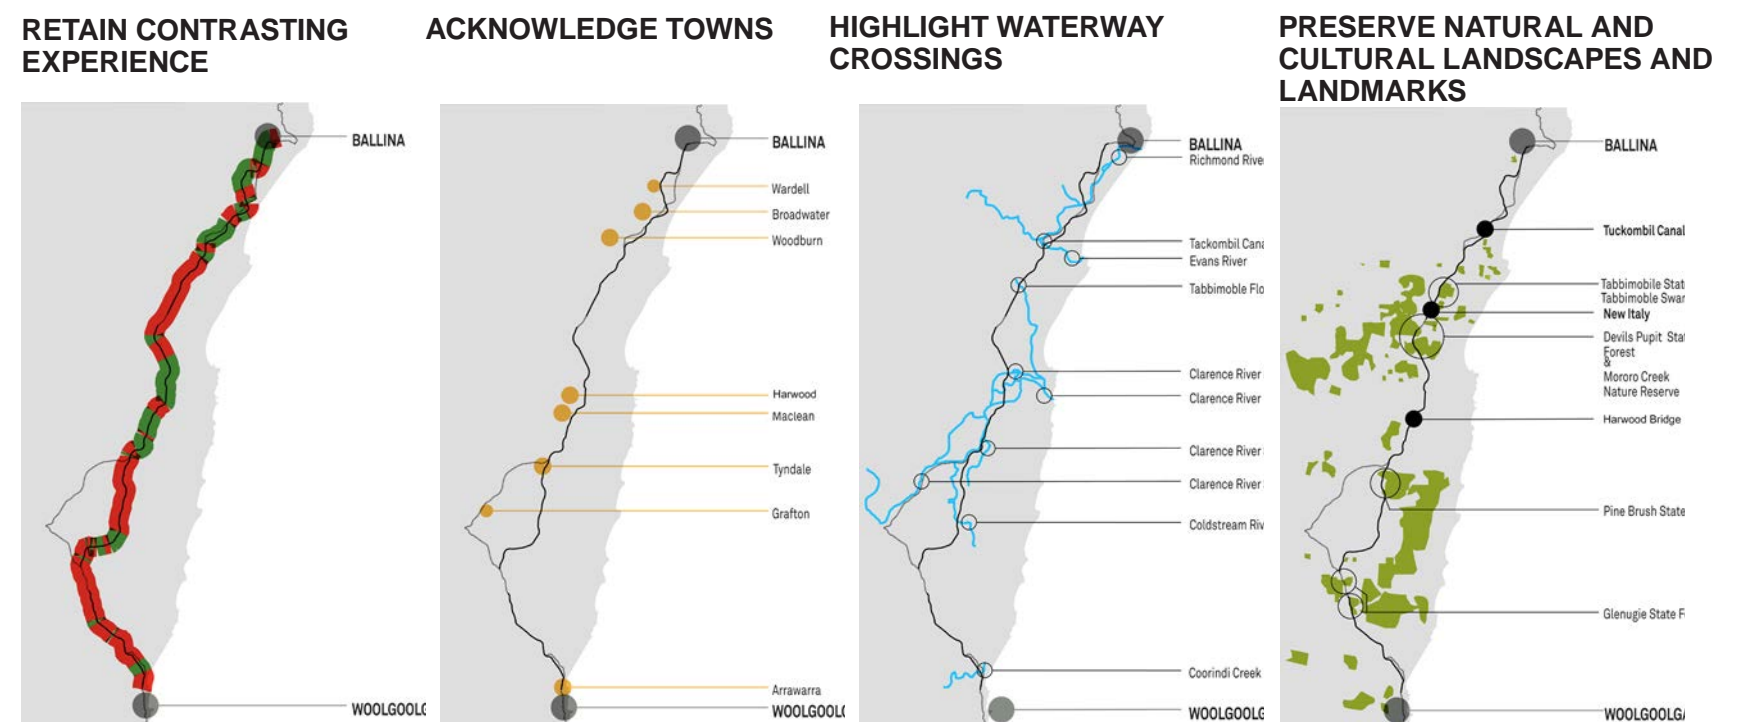 RETAIN CONTRASTING
EXPERIENCE
BALLINA
WOOLGOOLG
ACKNOWLEDGE TOWNS
BALLINA
Wardell
Broadwater
Woodburn
Harwood
Maclean
Tyndale
Grafton
Arrawarra
WOOLGOOLG
HIGHLIGHT WATERWAY
CROSSINGS
BALLINA
Richmond Rive
Tackombil Cana
Evans River
Tabbimoble Flo
Clarence River
Clarence River
Clarence River
Clarence River
Coldstream Riv
Coorindi Creek
WOOLGOOLG
PRESERVE NATURAL AND
CULTURAL LANDSCAPES AND
LANDMARKS
BALLINA
Tuckombil Canal
Tabbimobile Stat
Tabbimoble Swar
New Italy
Devils Pupit Stat
Forest
&
Mororo Creek
Nature Reserve
Harwood Bridge
Pine Brush State
Glenugie State F
WOOLGOOLGA